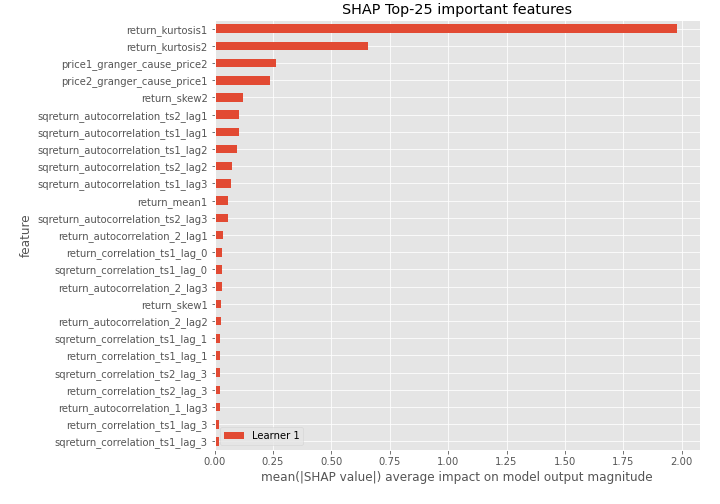 SHAP Top-25 important features
return_kurtosis1
return_kurtosis2
price1_granger_cause_price2
price2_granger_cause_price1
return_skew2
sqreturn_autocorrelation_ts2_lag1
sqreturn_autocorrelation_ts1_lag1
sqreturn_autocorrelation_ts1_lag2
sqreturn_autocorrelation_ts2_lag2
sqreturn_autocorrelation_ts1_lag3
return_mean1
sqreturn_autocorrelation_ts2_lag3
return_autocorrelation_2_lag1
return_correlation_ts1_lag_0
sqreturn_correlation_ts1_lag_0
return_autocorrelation_2_lag3
return_skew1
return_autocorrelation_2_lag2
sqreturn_correlation_ts1_lag_1
return_correlation_ts1_lag_1
sqreturn_correlation_ts2_lag_3
return_correlation_ts2_lag_3
return_autocorrelation_1_lag3
return_correlation_ts1_lag_3
sqreturn_correlation_ts1_lag_3
feature
Learner 1
0.00 0.25 0.50 0.75 1.00 1.25 1.50 1.75 2.00
mean(|SHAP value|) average impact on model output magnitude